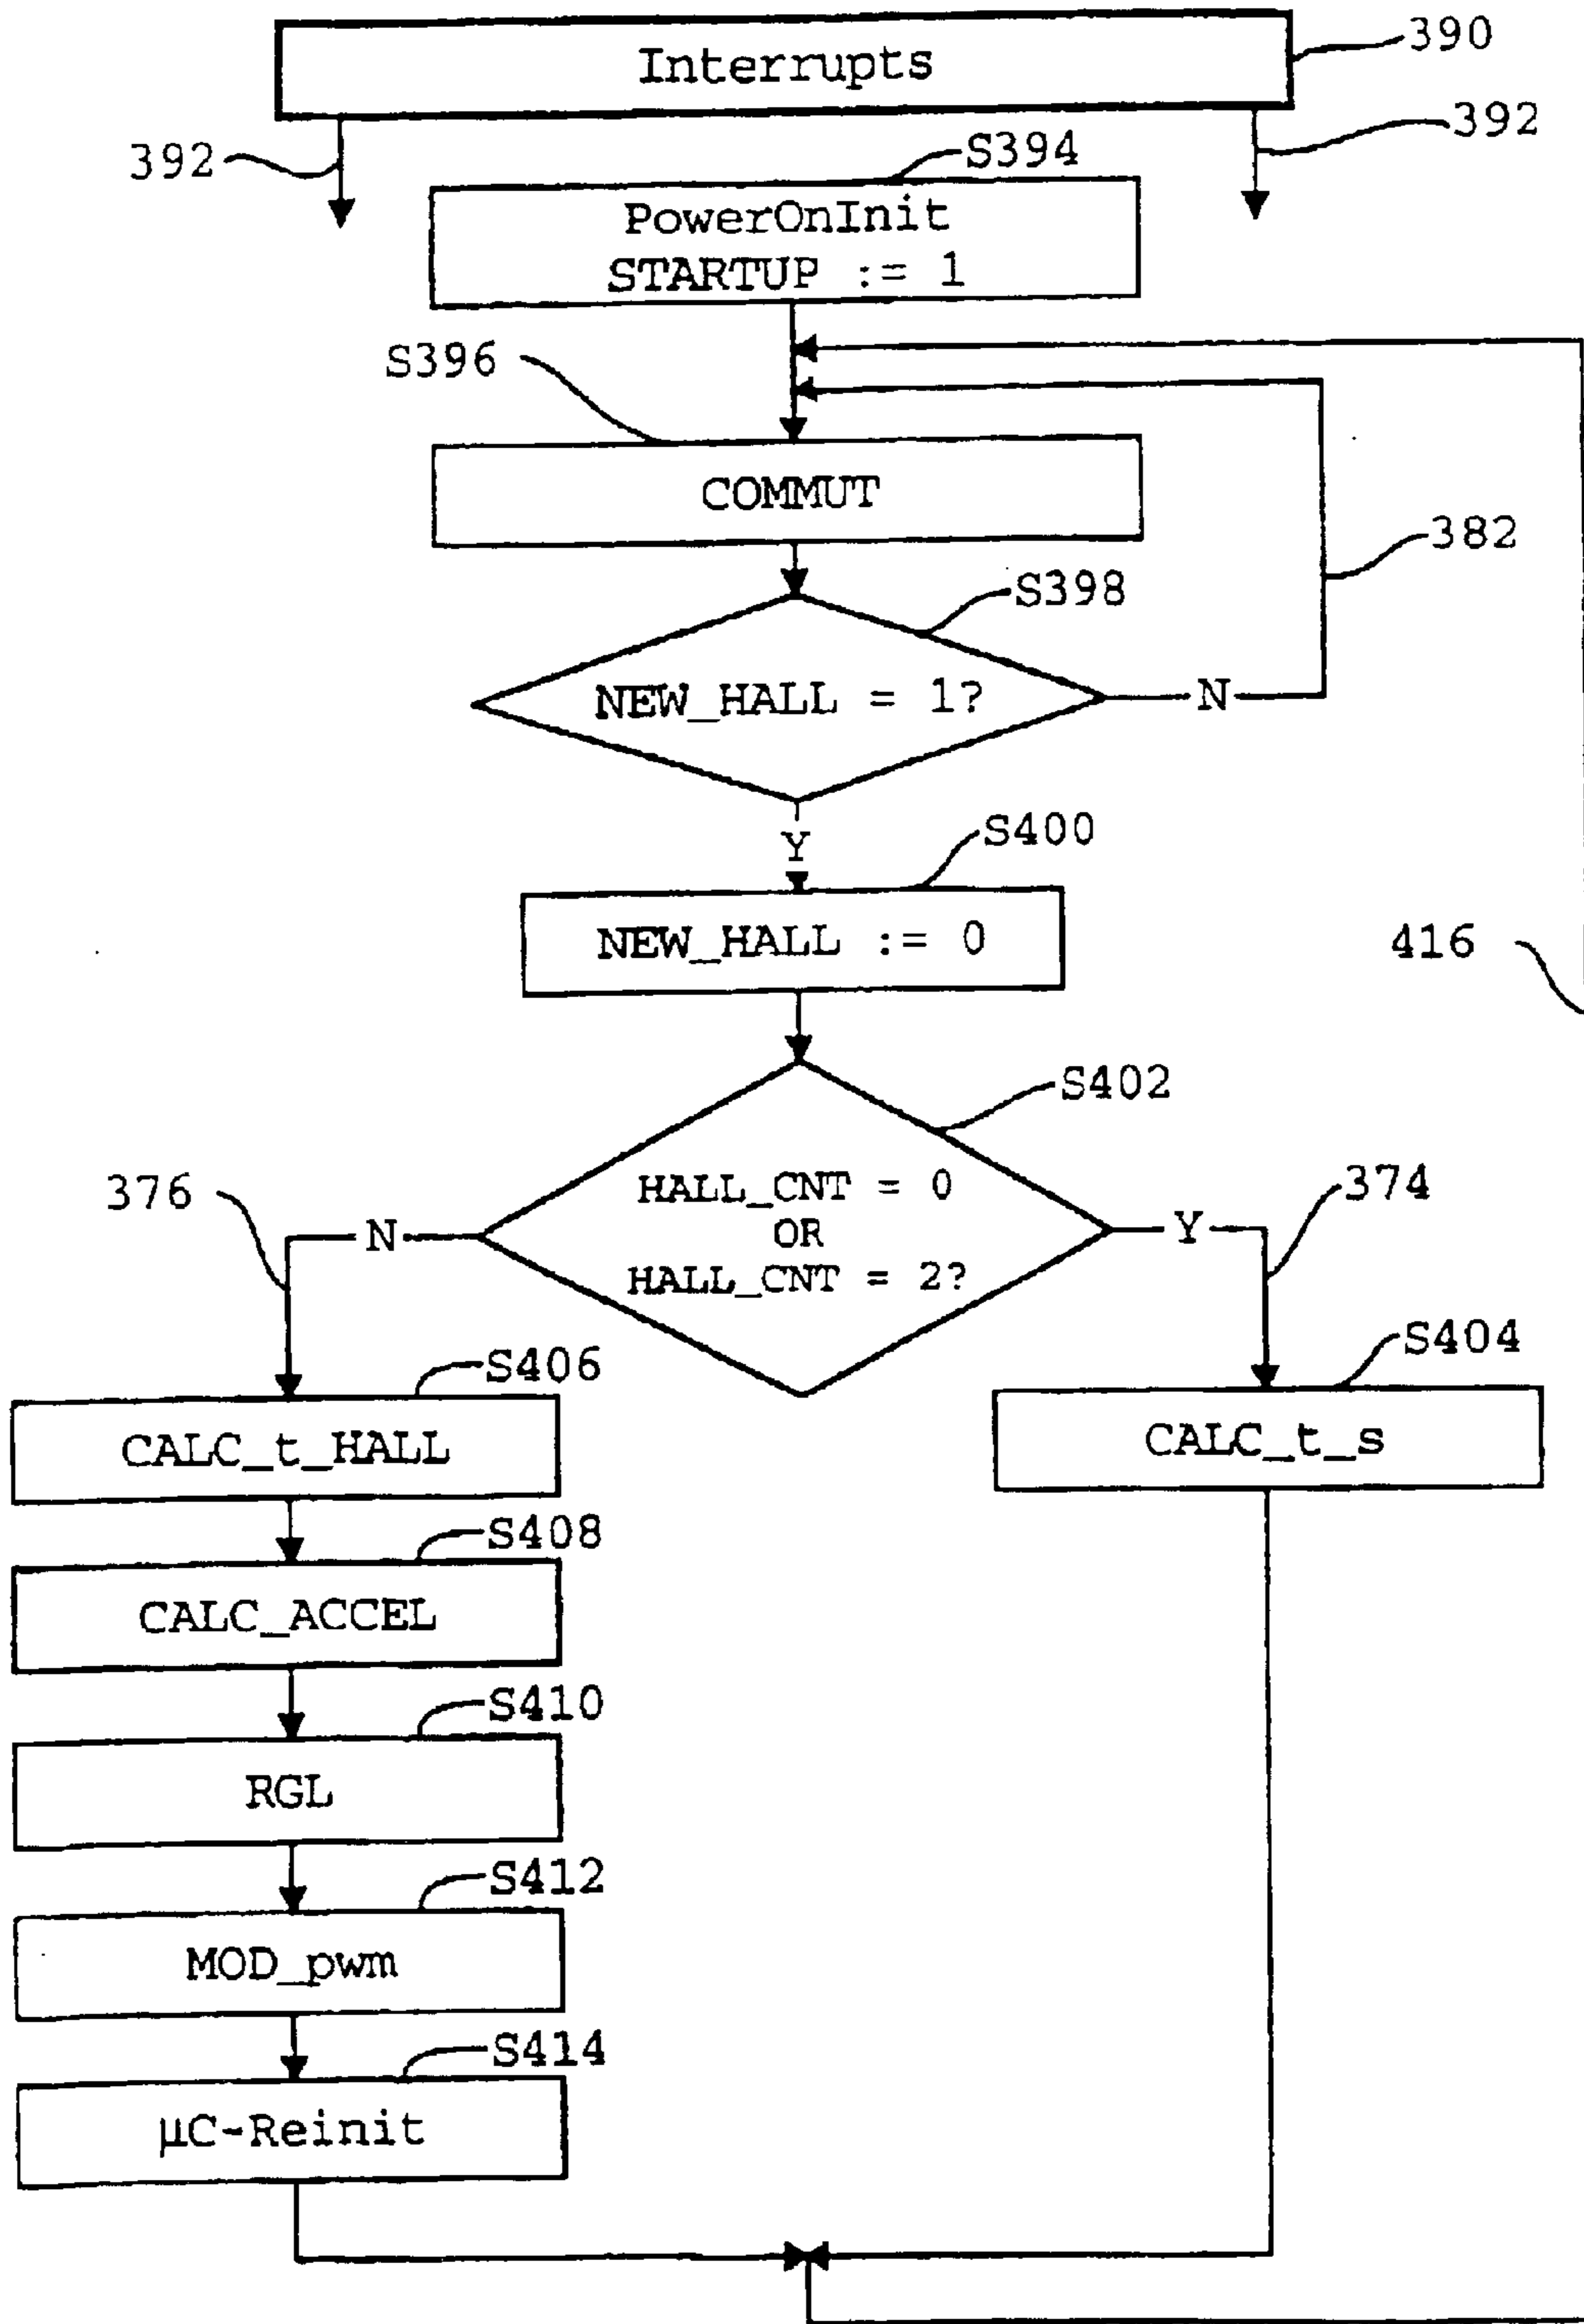 Interrupts
390
392
392
S394
PowerOnInit
STARTUP := 1
S396
COMMUT
382
S398
NEW_HALL = 1?
N
Y
S400
NEW_HALL := 0
416
S402
HALL_CNT = 0
OR
HALL_CNT = 2?
376
N
Y
374
S406
S404
CALC_t_HALL
CALC_t_s
S408
CALC_ACCEL
S410
RGL
S412
MOD_pwm
S414
µC-Reinit